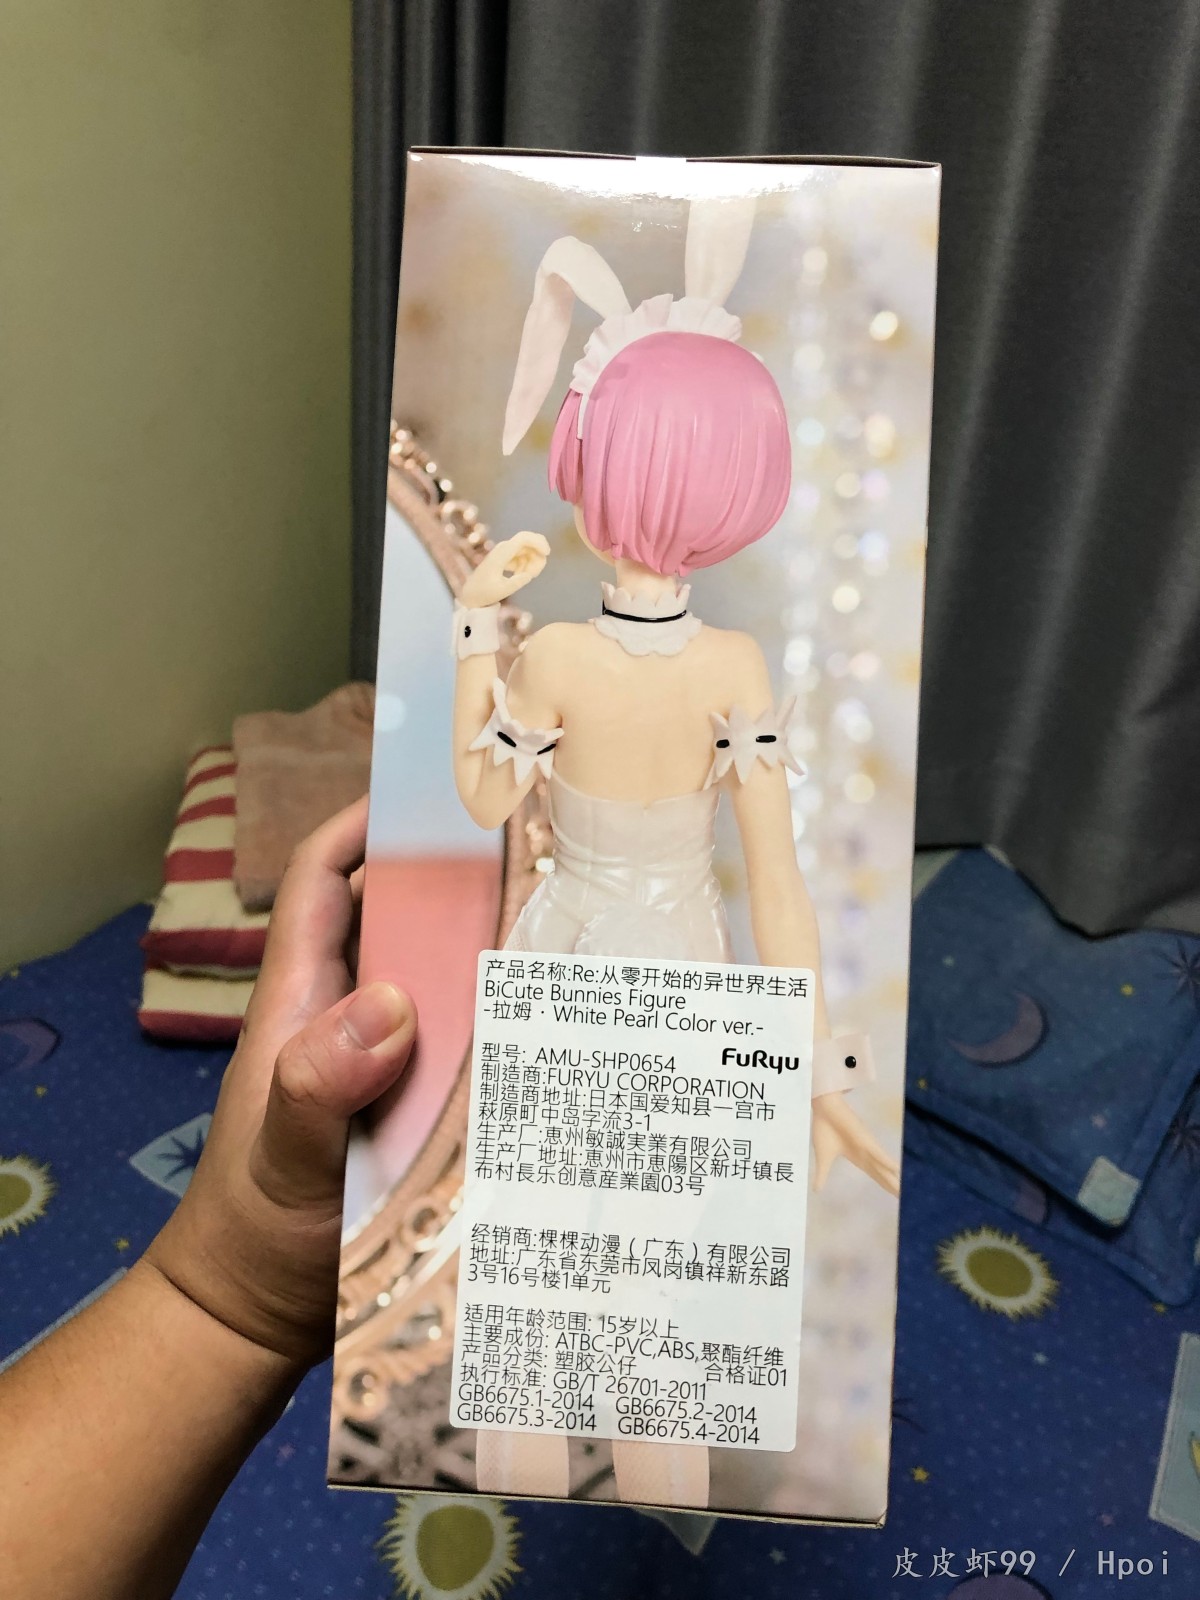 产品名称:Re:从零开始的异世界生活
BiCute Bunnies Figure
-拉姆·White Pearl Color ver.-
型号: AMU-SHP0654 FuRyu
制造商:FURYU CORPORATION
制造商地址:日本国爱知县一宫市
萩原町中岛字流3-1
生产厂:惠州敏誠実業有限公司
生产厂地址:惠州市惠陽区新圩镇長
布村長乐创意産業園03号
经销商:棵棵动漫(广东)有限公司
地址:广东省东莞市凤岗镇祥新东路
3号16号楼1单元
适用年龄范围: 15岁以上
主要成份: ATBC-PVC,ABS,聚酯纤维
产品分类: 塑胶公仔 合格证01
执行标准: GB/T 26701-2011
GB6675.1-2014 GB6675.2-2014
GB6675.3-2014 GB6675.4-2014
皮皮虾99 / Hpoi